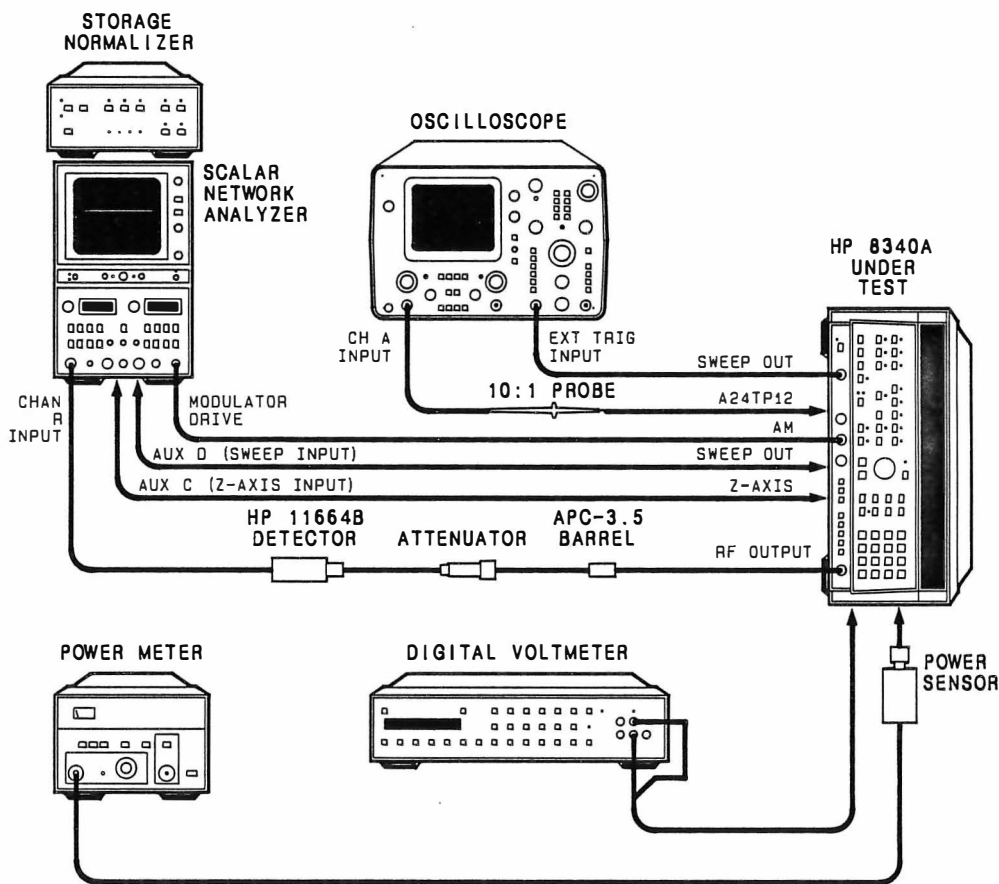 STORAGE
NORMALIZER
OSCILLOSCOPE
SCALAR
NETWORK
ANALYZER
HP 8340A
UNDER
TEST
CH A
INPUT
EXT TRIG
INPUT
SWEEP OUT
10:1 PROBE
A24TP12
CHAN
R
INPUT
MODULATOR
DRIVE
AM
AUX D (SWEEP INPUT)
SWEEP OUT
AUX C (Z-AXIS INPUT)
Z-AXIS
HP 11664B
DETECTOR
ATTENUATOR
APC-3.5
BARREL
RF OUTPUT
POWER METER
DIGITAL VOLTMETER
POWER
SENSOR